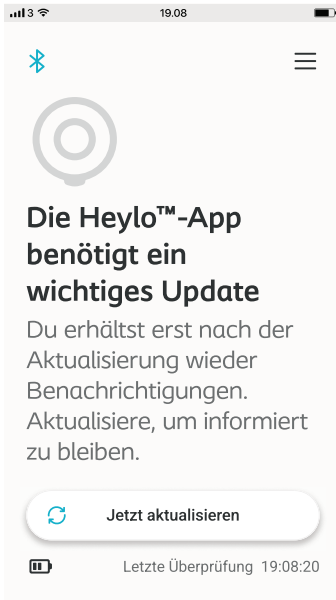 3 19.08
Die Heylo™-App
benötigt ein
wichtiges Update
Du erhältst erst nach der
Aktualisierung wieder
Benachrichtigungen.
Aktualisiere, um informiert
zu bleiben.
Jetzt aktualisieren
Letzte Überprüfung 19:08:20